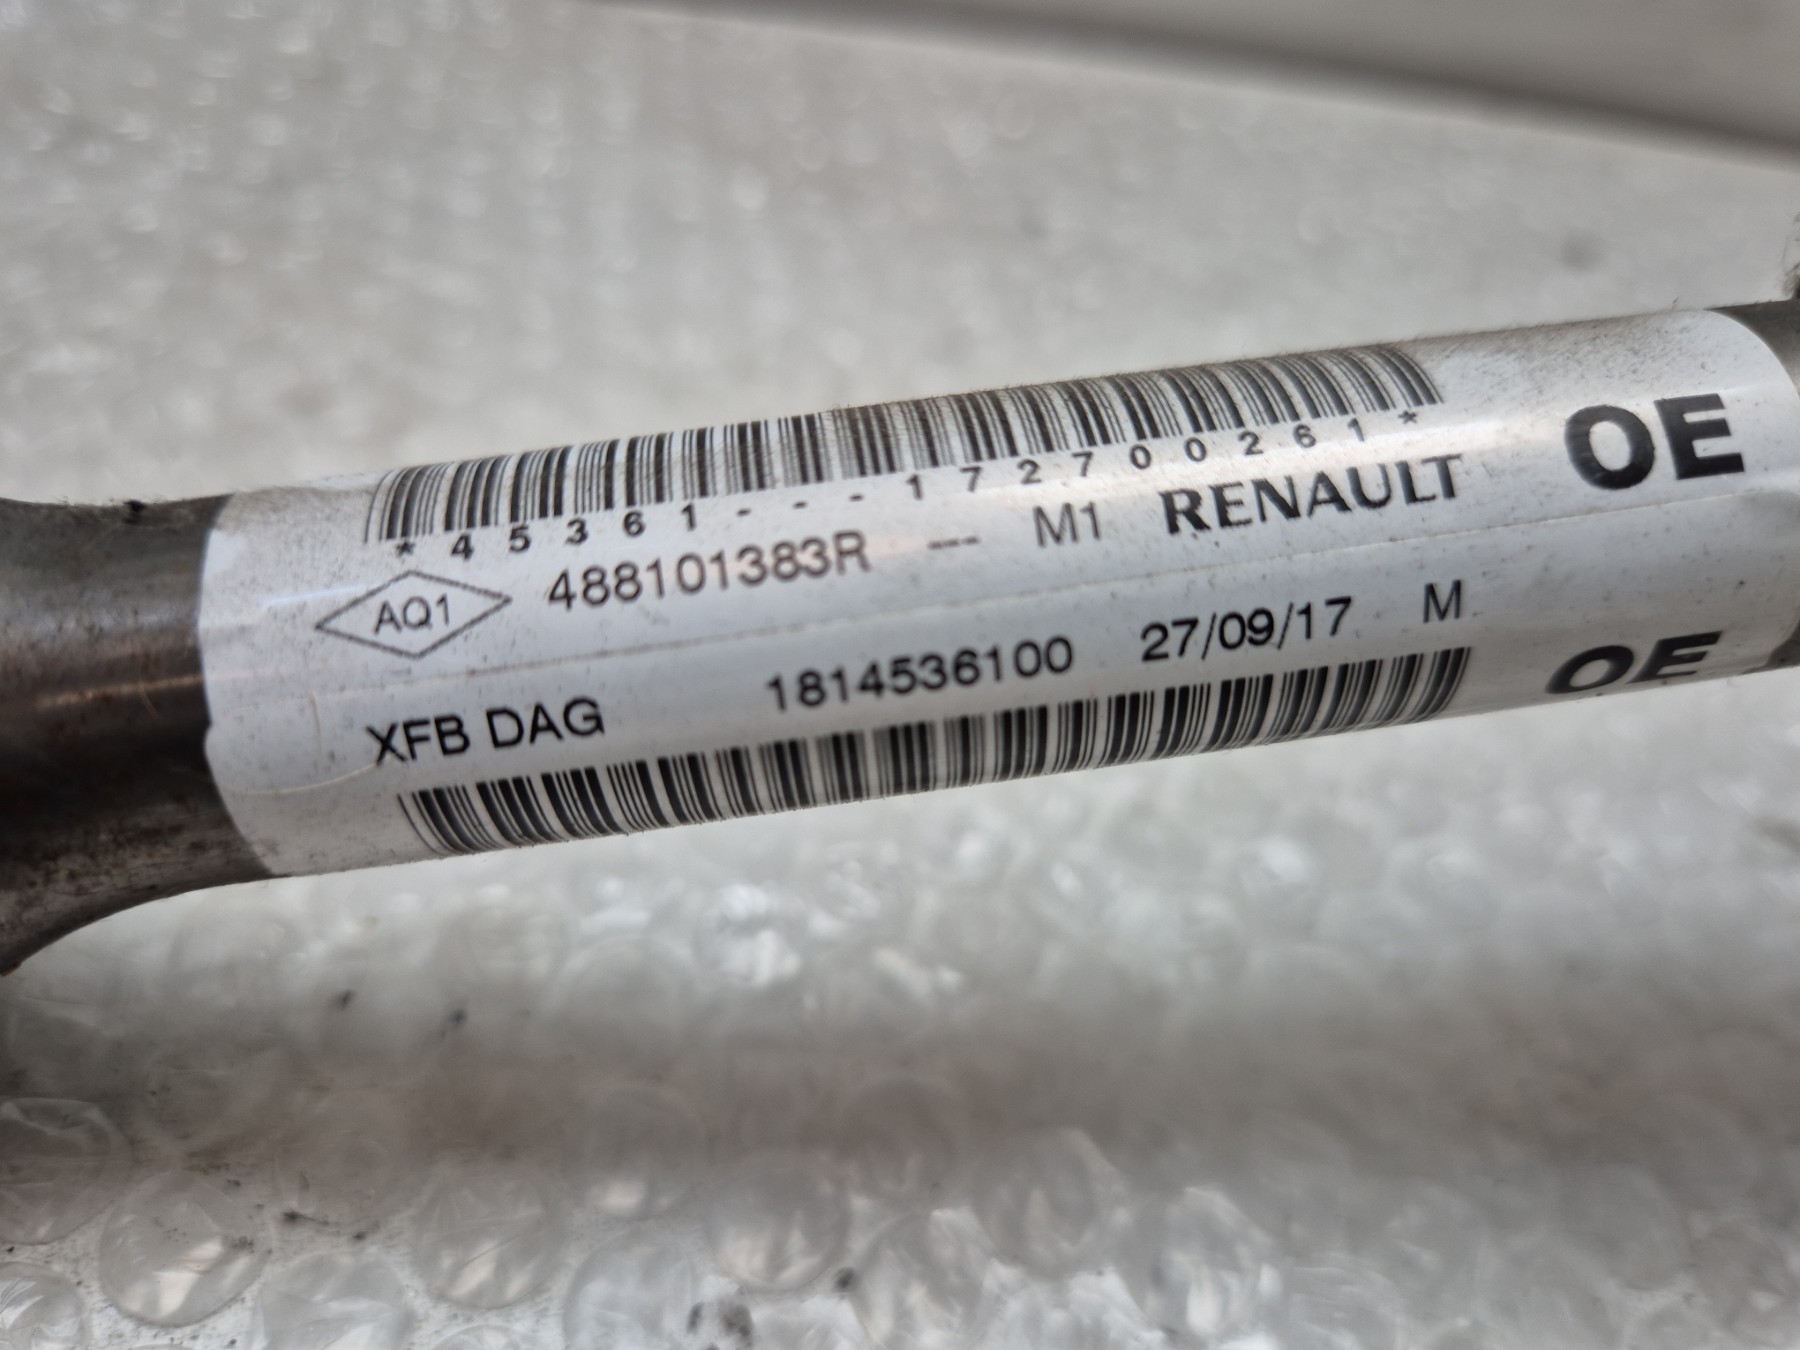 *45361---172700261*
AQ1 488101383R --- M1 RENAULT OE
XFB DAG 1814536100 27/09/17 M OE